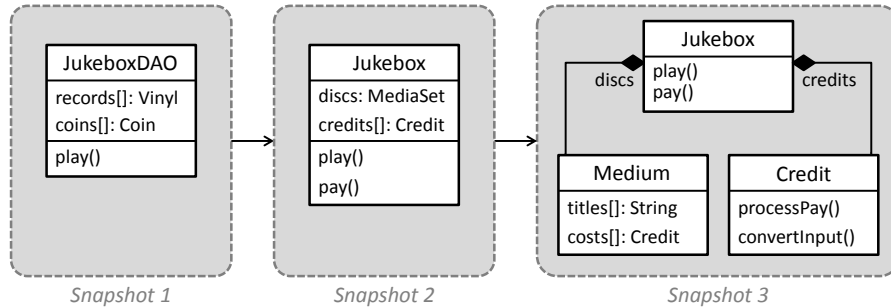 JukeboxDAO
records[]: Vinyl
coins[]: Coin
play()
Snapshot 1
Jukebox
discs: MediaSet
credits[]: Credit
play()
pay()
Snapshot 2
Jukebox
play()
pay()
discs
credits
Medium
titles[]: String
costs[]: Credit
Credit
processPay()
convertInput()
Snapshot 3